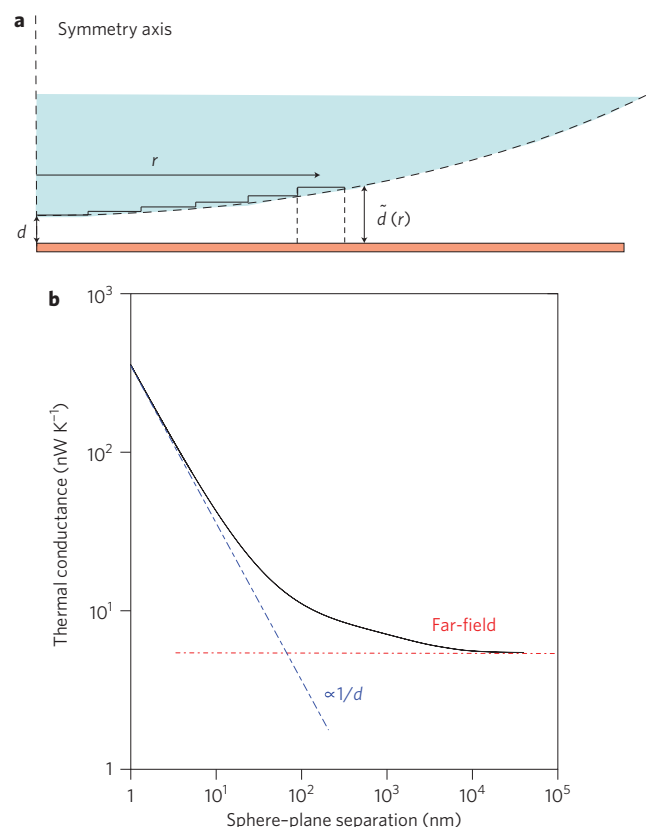 a
Symmetry axis
r
d
d̃ (r)
b
10³
10²
10¹
1
Thermal conductance (nW K⁻¹)
Far-field
∝1/d
1 10¹ 10² 10³ 10⁴ 10⁵
Sphere–plane separation (nm)